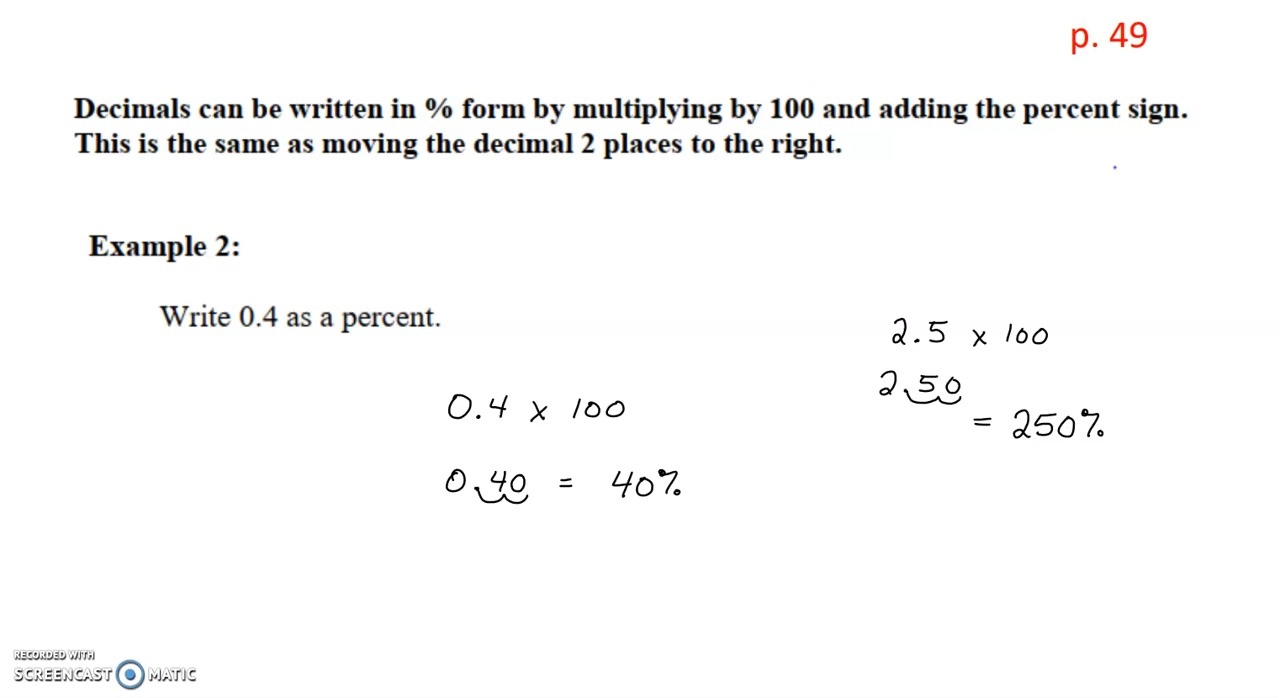 p. 49
Decimals can be written in % form by multiplying by 100 and adding the percent sign.
This is the same as moving the decimal 2 places to the right.
Example 2:
Write 0.4 as a percent.
2.5 x 100
2.50
= 250%
0.4 x 100
0.40 = 40%
RECORDED WITH
SCREENCAST MATIC